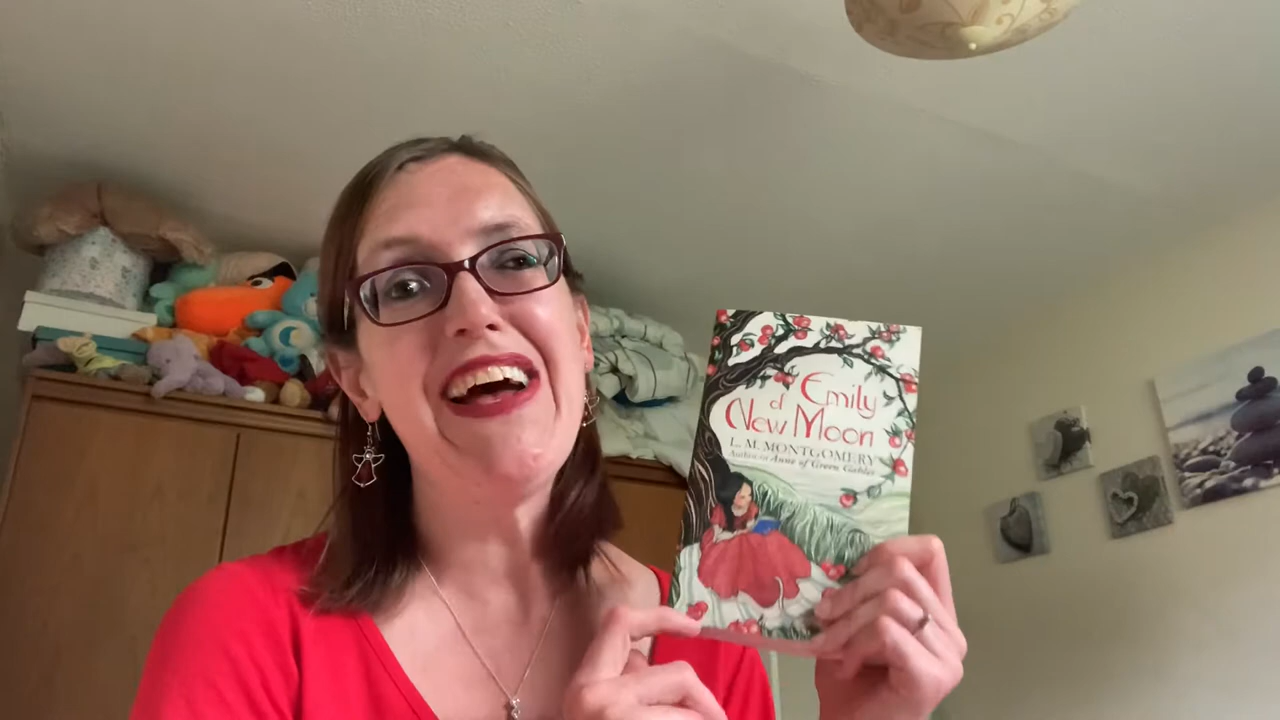 Emily
of
New Moon
L. M. MONTGOMERY
Author of Anne of Green Gables